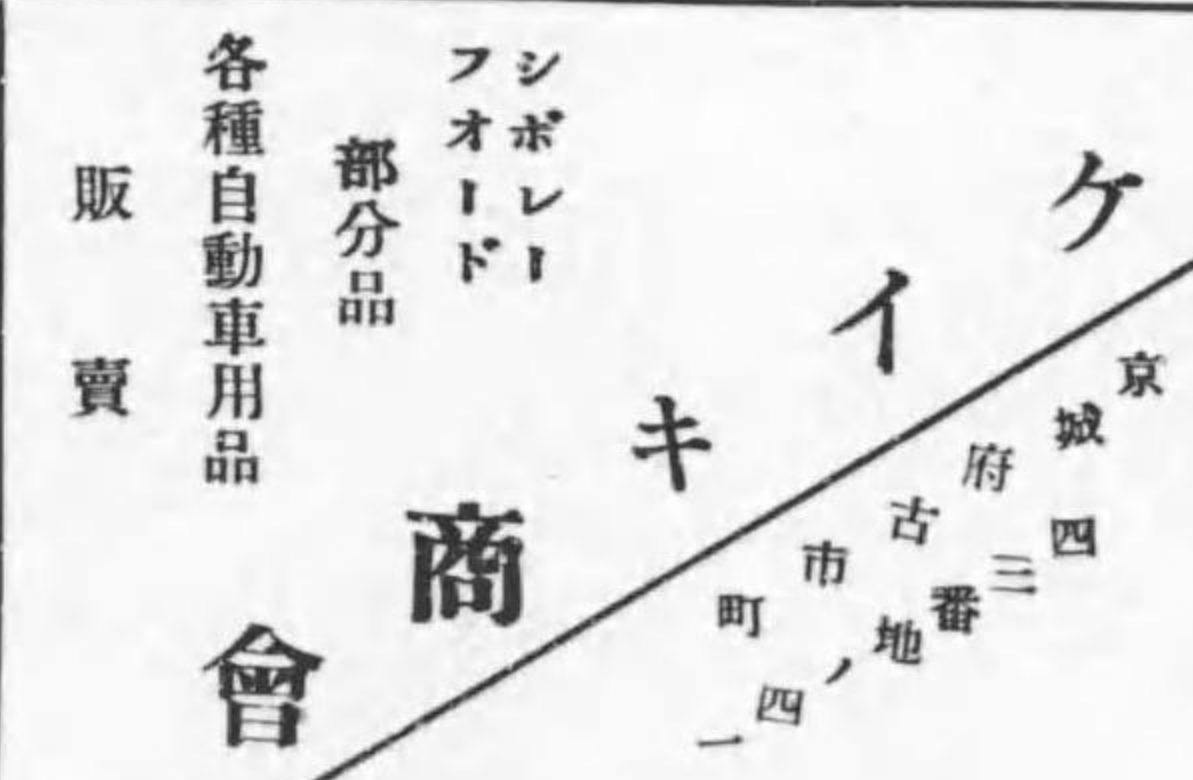 シボレー
フオード
部分品
各種自動車用品
販賣
ケイキ商會
京城府古市町
四三番地ノ四一